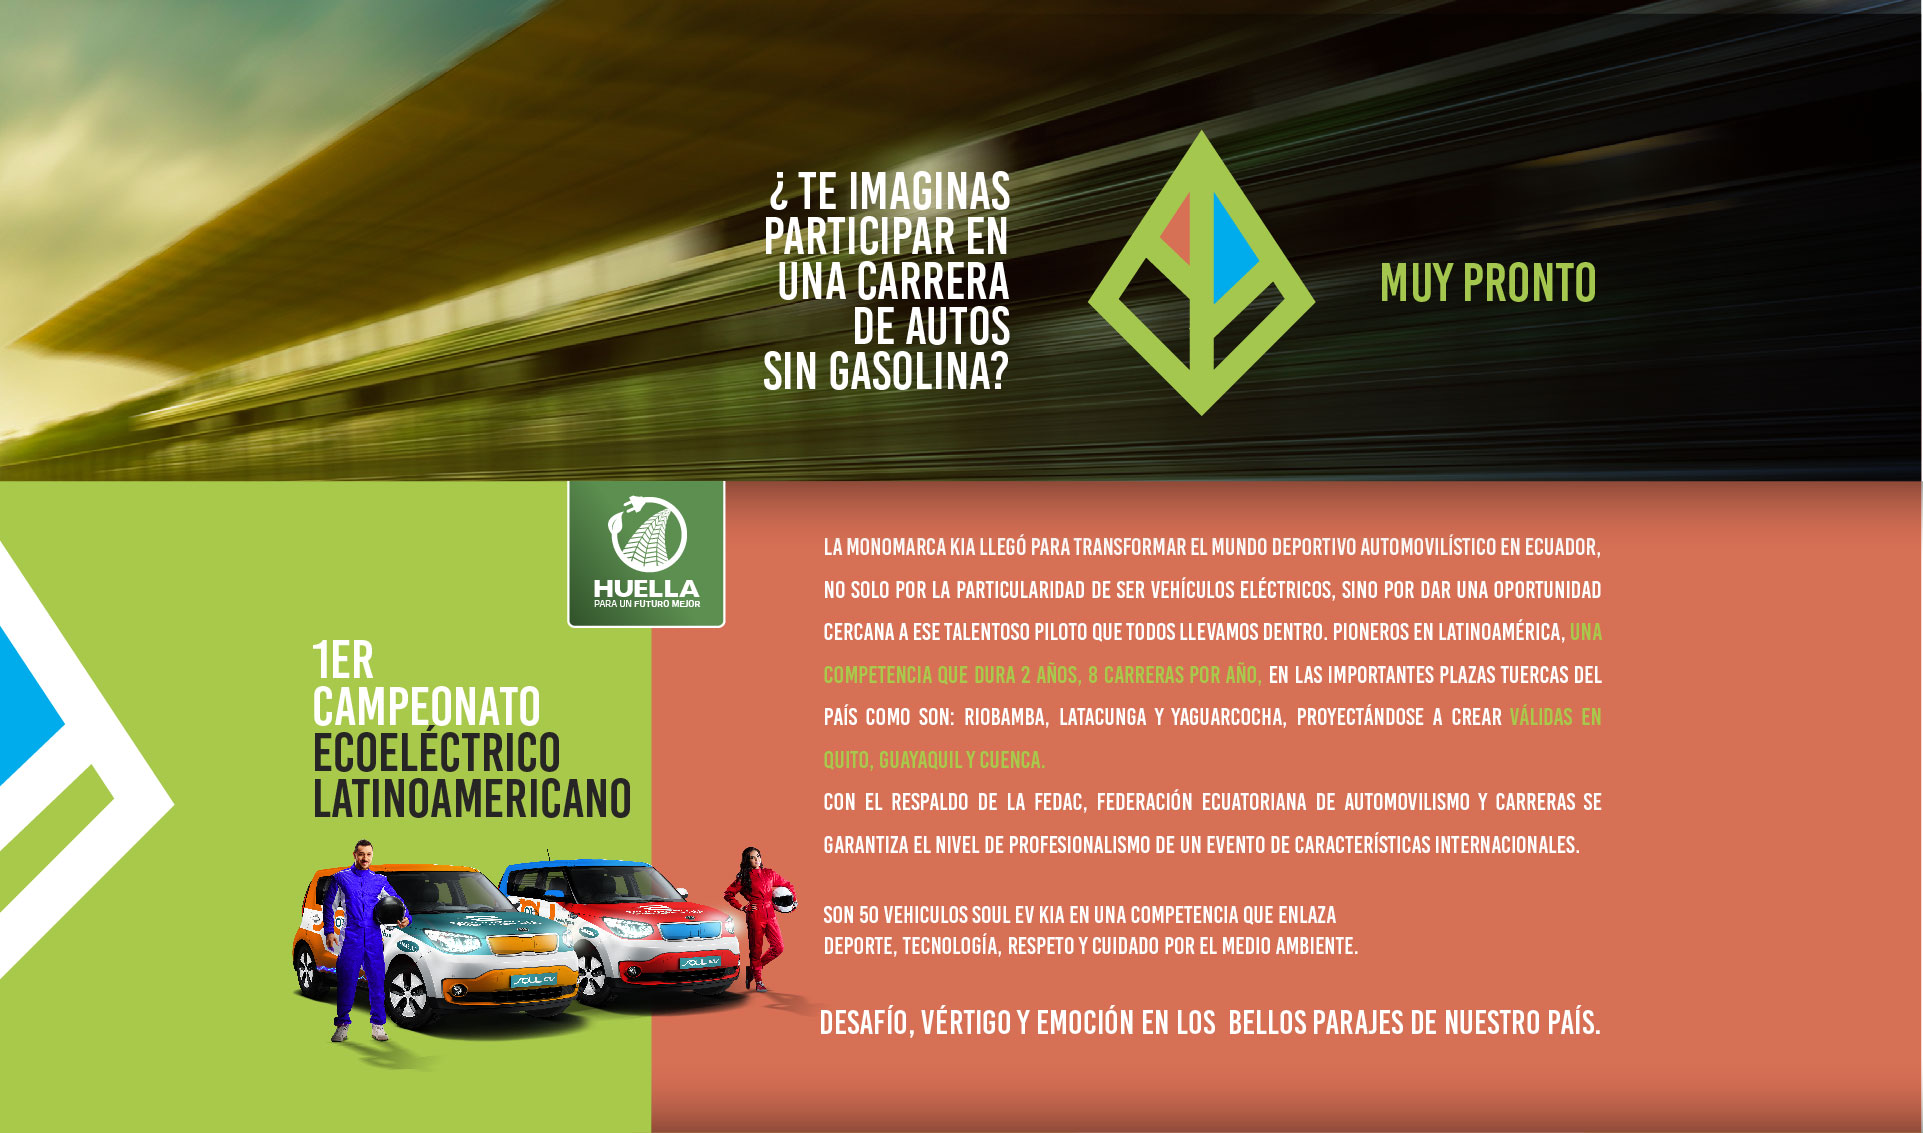 ¿ TE IMAGINAS
PARTICIPAR EN
UNA CARRERA
DE AUTOS
SIN GASOLINA?
MUY PRONTO
HUELLA
PARA UN FUTURO MEJOR
1ER
CAMPEONATO
ECOELÉCTRICO
LATINOAMERICANO
LA MONOMARCA KIA LLEGÓ PARA TRANSFORMAR EL MUNDO DEPORTIVO AUTOMOVILÍSTICO EN ECUADOR,
NO SOLO POR LA PARTICULARIDAD DE SER VEHÍCULOS ELÉCTRICOS, SINO POR DAR UNA OPORTUNIDAD
CERCANA A ESE TALENTOSO PILOTO QUE TODOS LLEVAMOS DENTRO. PIONEROS EN LATINOAMÉRICA, UNA
COMPETENCIA QUE DURA 2 AÑOS, 8 CARRERAS POR AÑO, EN LAS IMPORTANTES PLAZAS TUERCAS DEL
PAÍS COMO SON: RIOBAMBA, LATACUNGA Y YAGUARCOCHA, PROYECTÁNDOSE A CREAR VÁLIDAS EN
QUITO, GUAYAQUIL Y CUENCA.
CON EL RESPALDO DE LA FEDAC, FEDERACIÓN ECUATORIANA DE AUTOMOVILISMO Y CARRERAS SE
GARANTIZA EL NIVEL DE PROFESIONALISMO DE UN EVENTO DE CARACTERÍSTICAS INTERNACIONALES.
SON 50 VEHICULOS SOUL EV KIA EN UNA COMPETENCIA QUE ENLAZA
DEPORTE, TECNOLOGÍA, RESPETO Y CUIDADO POR EL MEDIO AMBIENTE.
DESAFÍO, VÉRTIGO Y EMOCIÓN EN LOS BELLOS PARAJES DE NUESTRO PAÍS.
SOUL EV
SOUL EV